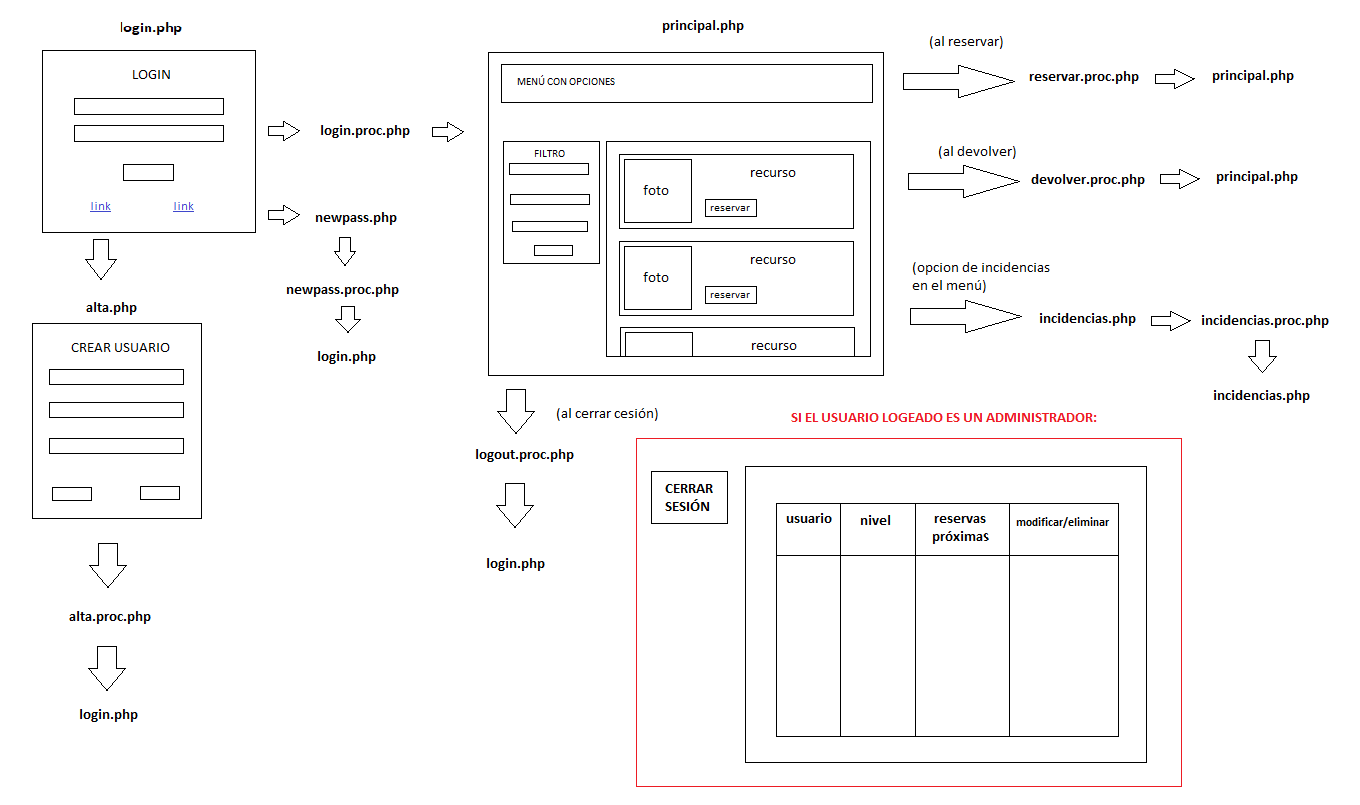 login.php
LOGIN
link
link
login.proc.php
newpass.php
newpass.proc.php
login.php
alta.php
CREAR USUARIO
alta.proc.php
login.php
principal.php
MENÚ CON OPCIONES
FILTRO
foto
recurso
reservar
foto
recurso
reservar
recurso
(al reservar)
reservar.proc.php
principal.php
(al devolver)
devolver.proc.php
principal.php
(opcion de incidencias
en el menú)
incidencias.php
incidencias.proc.php
incidencias.php
(al cerrar cesión)
logout.proc.php
login.php
SI EL USUARIO LOGEADO ES UN ADMINISTRADOR:
CERRAR
SESIÓN
usuario
nivel
reservas
próximas
modificar/eliminar